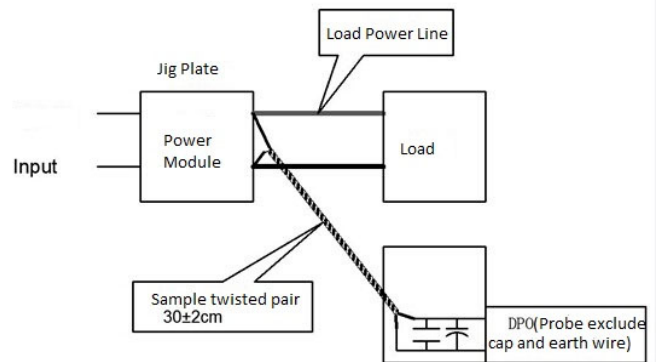 Load Power Line
Jig Plate
Power
Module
Load
Input
Sample twisted pair
30±2cm
DPO(Probe exclude
cap and earth wire)